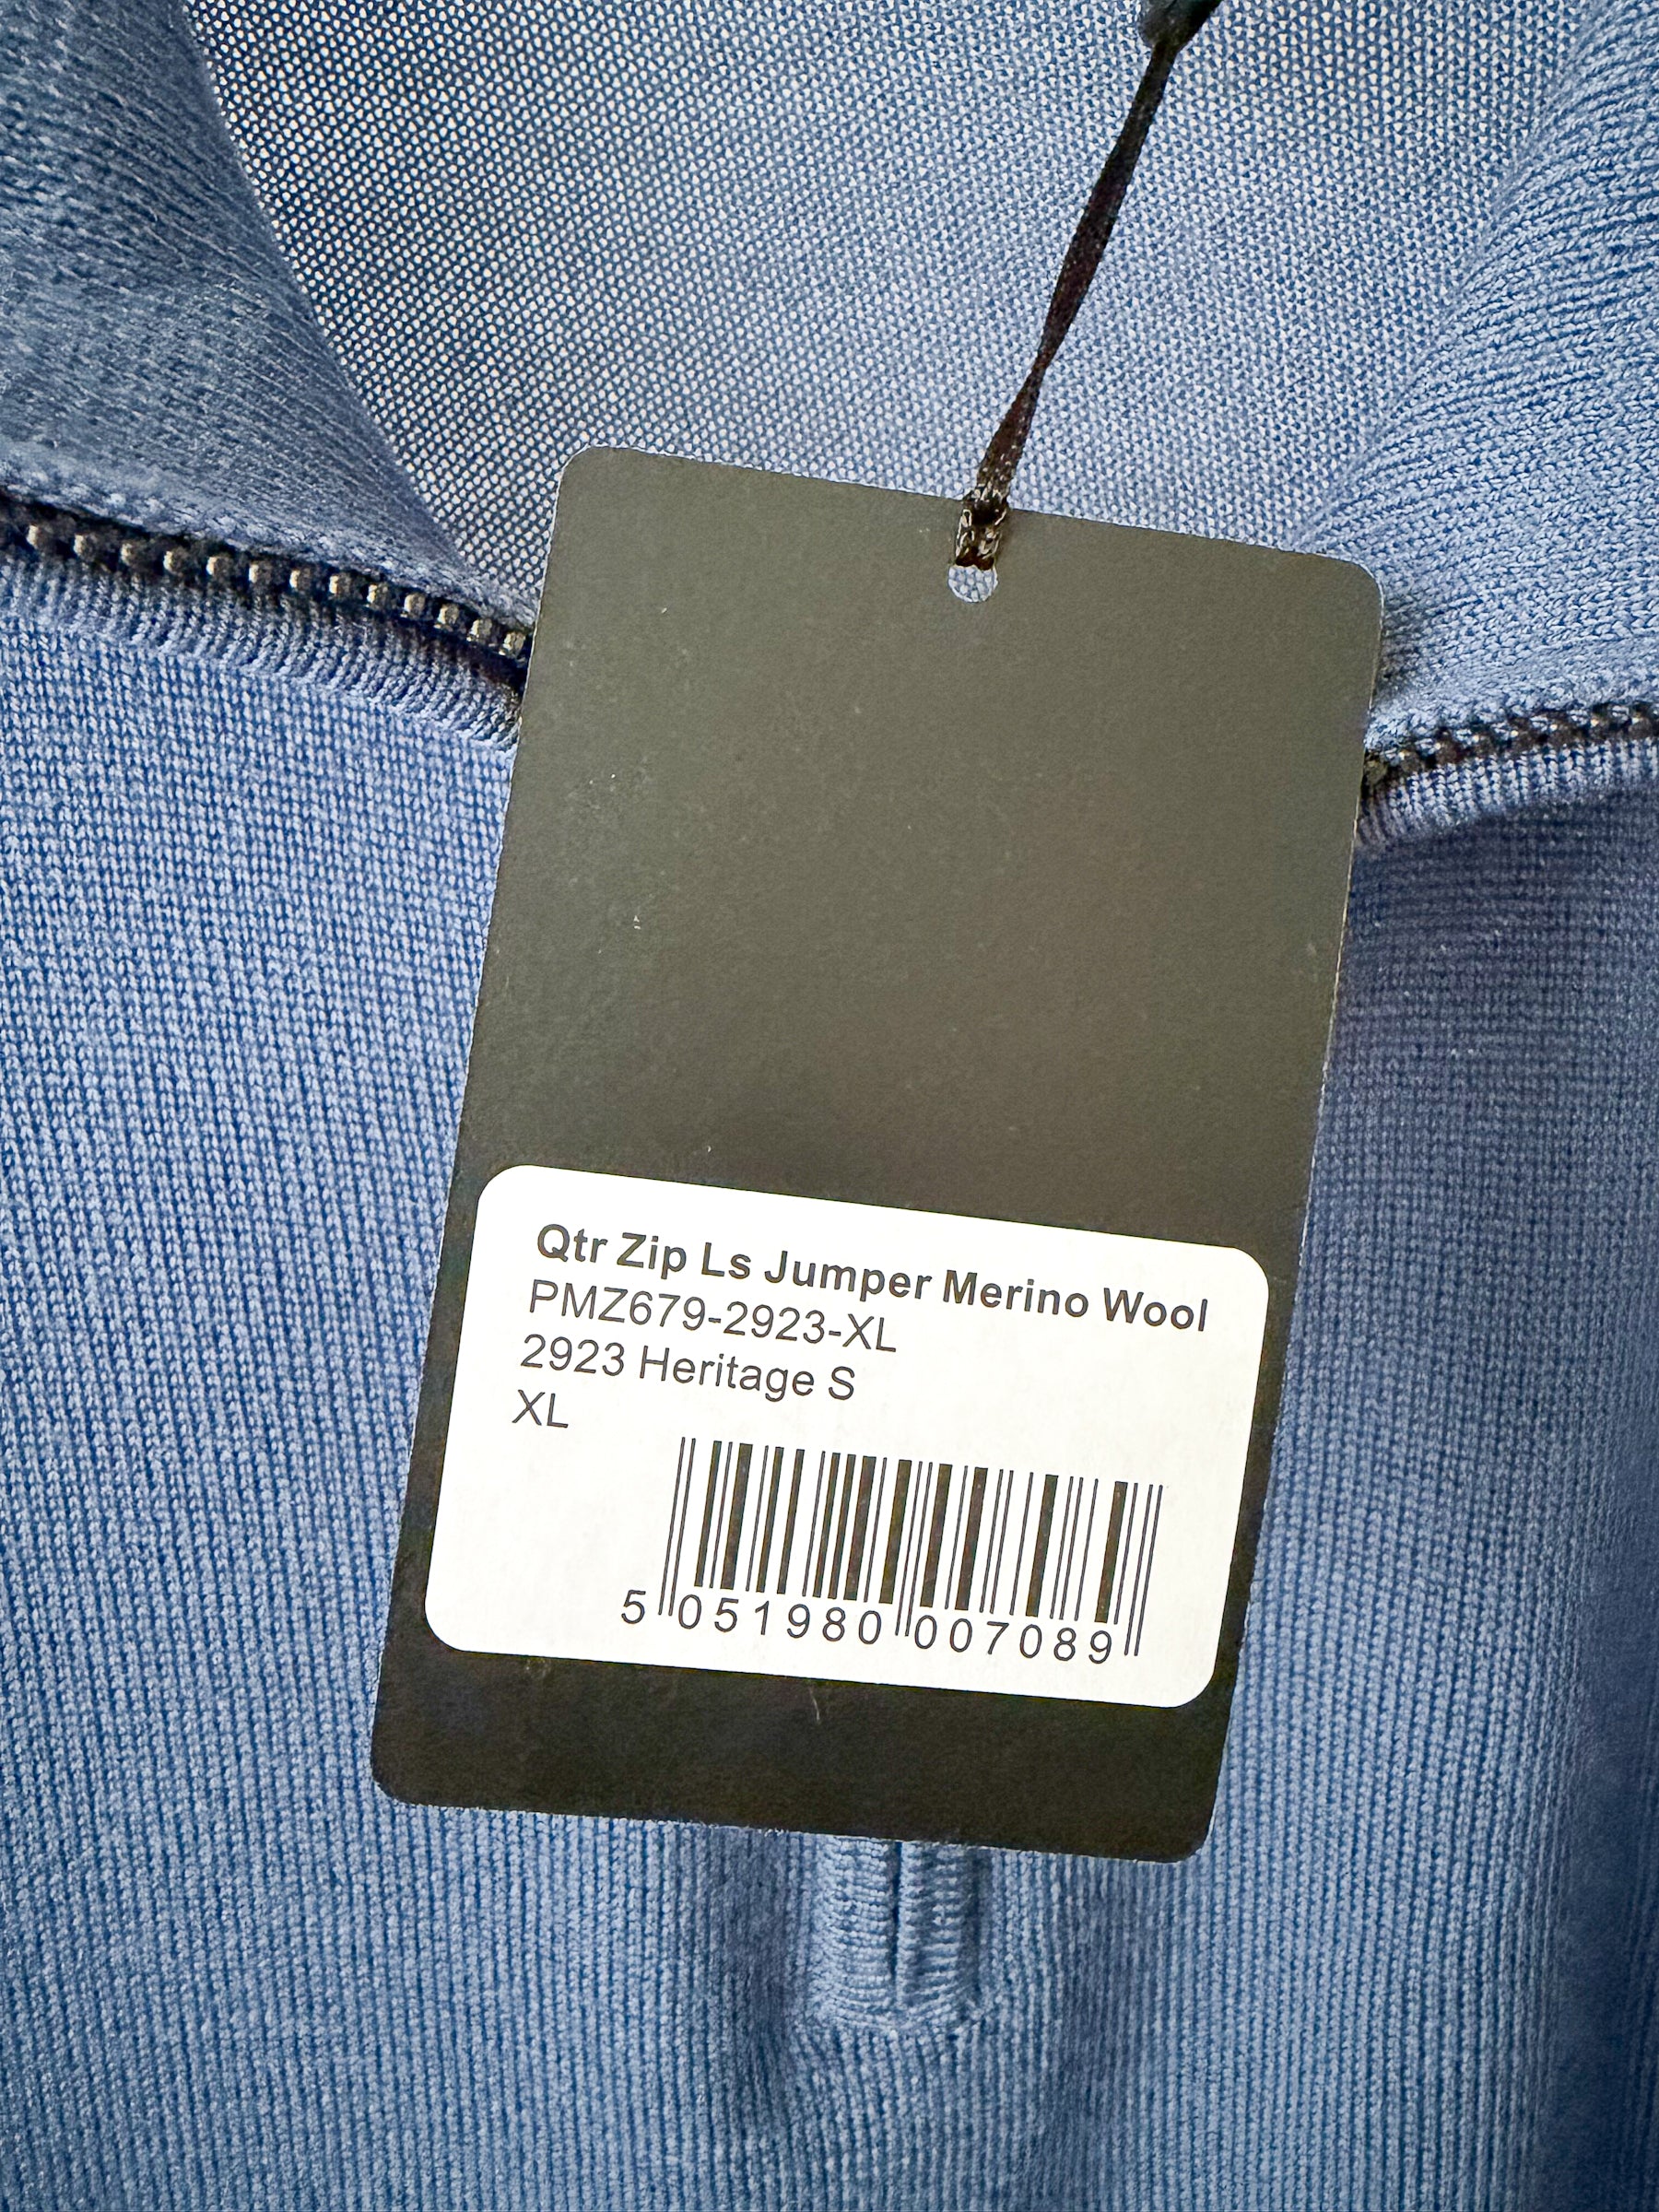 Qtr Zip Ls Jumper Merino Wool
PMZ679-2923-XL
2923 Heritage S
XL
5 051980 007089